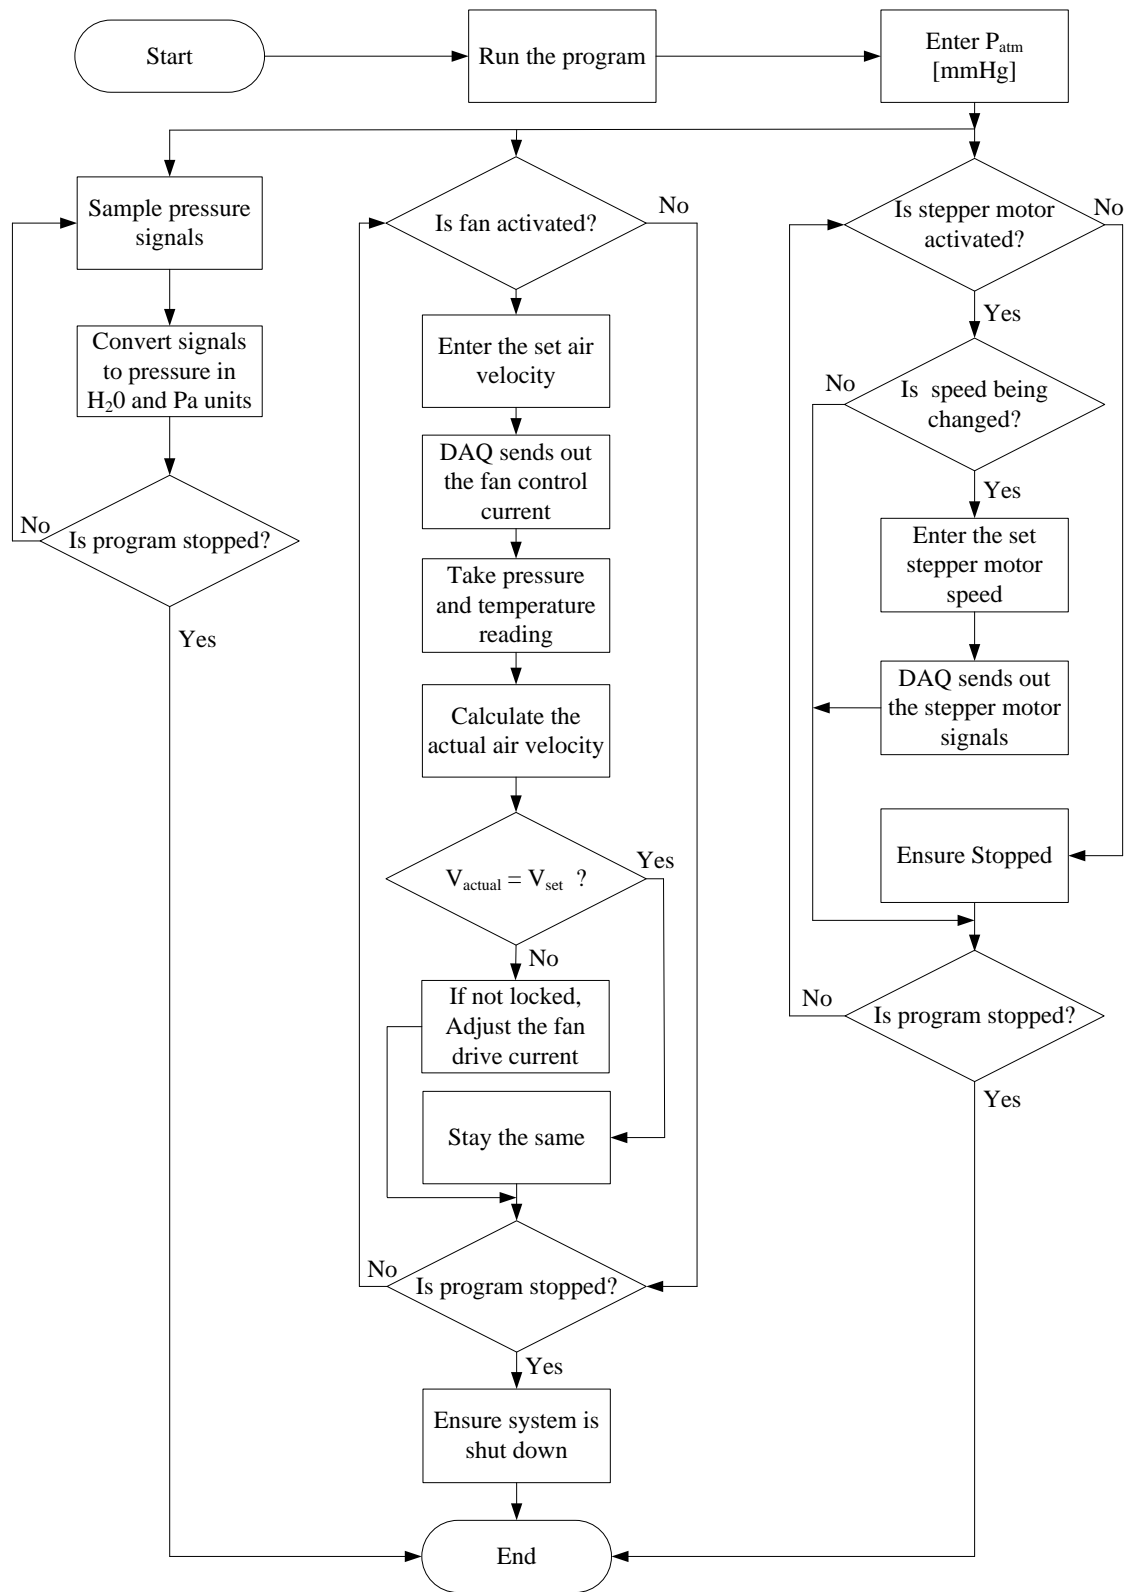 Start
Run the program
Enter P_atm
[mmHg]
Sample pressure
signals
Convert signals
to pressure in
H₂0 and Pa units
No
Is program stopped?
Yes
Is fan activated?
No
Enter the set air
velocity
DAQ sends out
the fan control
current
Take pressure
and temperature
reading
Calculate the
actual air velocity
V_actual = V_set ?
Yes
No
If not locked,
Adjust the fan
drive current
Stay the same
No
Is program stopped?
Yes
Ensure system is
shut down
Is stepper motor
activated?
No
Yes
No
Is speed being
changed?
Yes
Enter the set
stepper motor
speed
DAQ sends out
the stepper motor
signals
Ensure Stopped
No
Is program stopped?
Yes
End